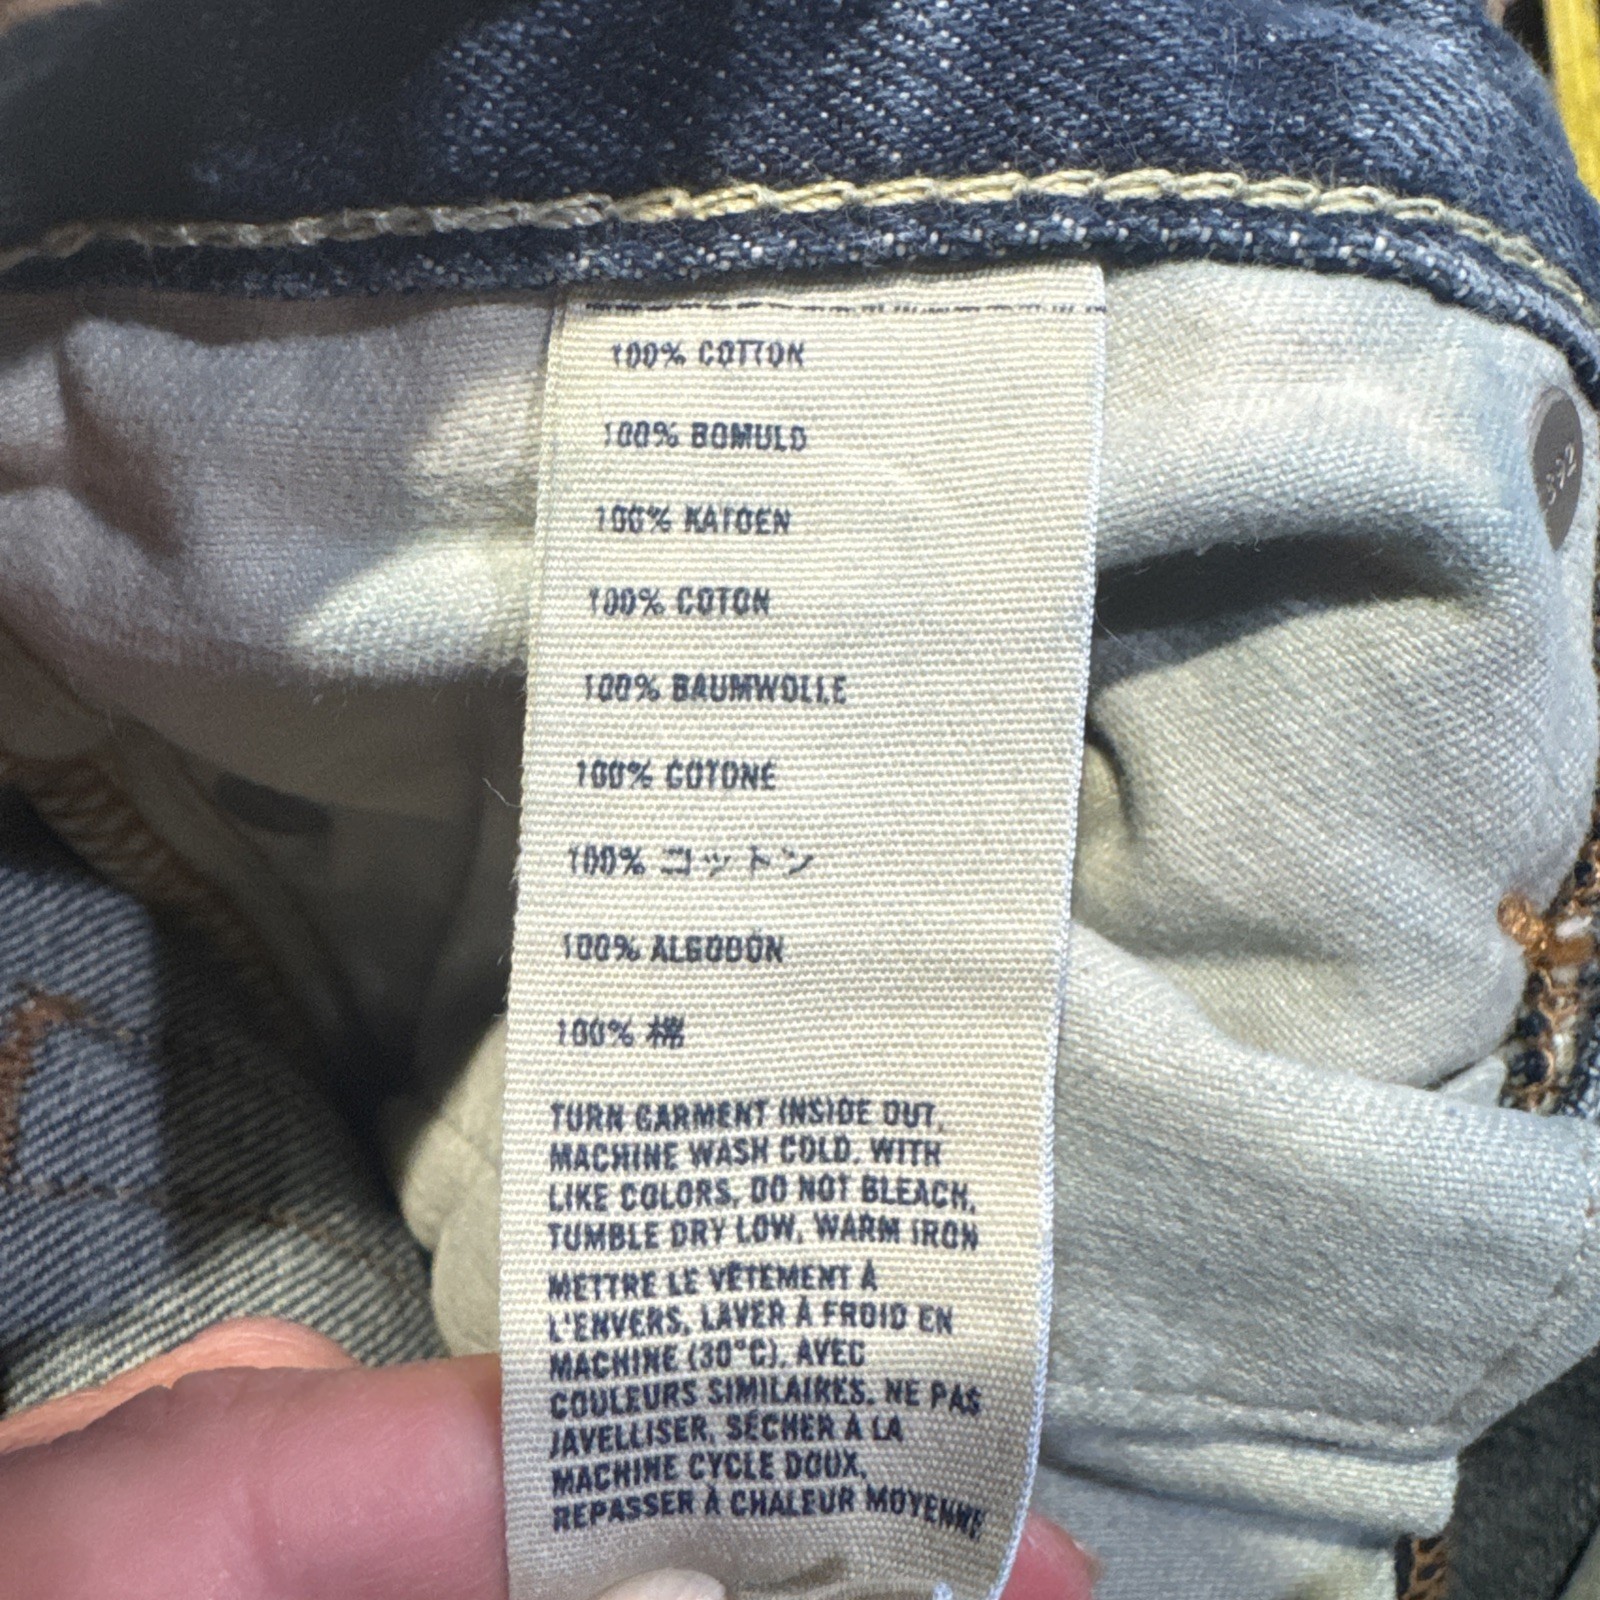 100% COTTON
100% BOMULD
100% KATOEN
100% COTON
100% BAUMWOLLE
100% COTONE
100% コットン
100% ALGODÓN
100% 棉
TURN GARMENT INSIDE OUT,
MACHINE WASH COLD, WITH
LIKE COLORS, DO NOT BLEACH,
TUMBLE DRY LOW, WARM IRON
METTRE LE VÊTEMENT À
L'ENVERS, LAVER À FROID EN
MACHINE (30°C), AVEC
COULEURS SIMILAIRES, NE PAS
JAVELLISER, SÉCHER À LA
MACHINE CYCLE DOUX,
REPASSER À CHALEUR MOYENNE